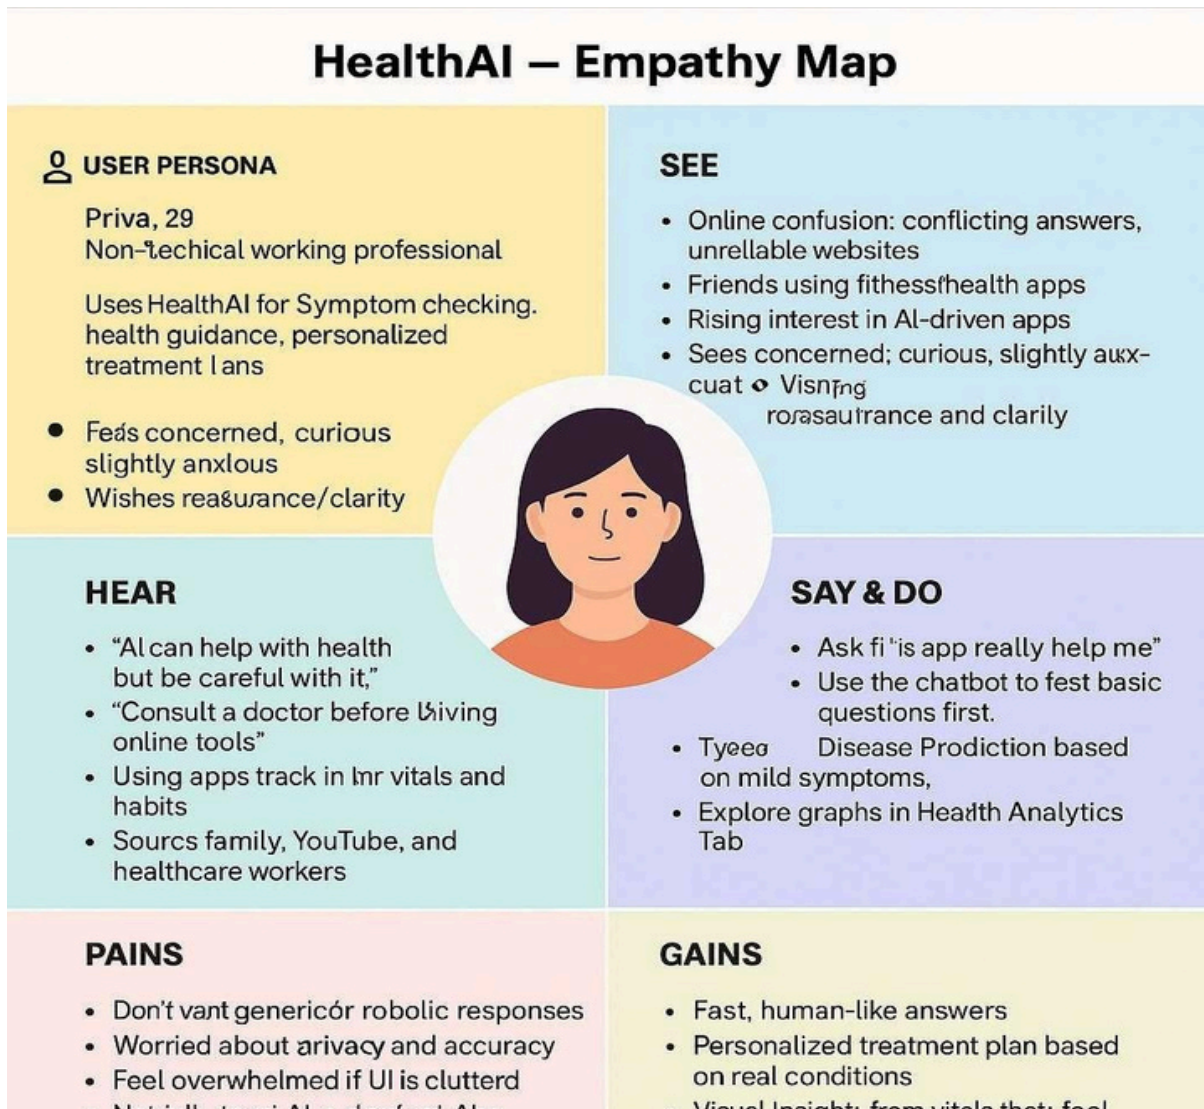 HealthAI – Empathy Map
USER PERSONA
Priva, 29
Non-techical working professional
Uses HealthAI for Symptom checking.
health guidance, personalized
treatment l ans
• concerned, curious
slightly anxlous
• Wishes reassurance/clarity
SEE
• Online confusion: conflicting answers,
unrellable websites
• Friends using apps
• Rising interest in AI-driven apps
• Sees concerned; curious, slightly
cuat
and clarily
HEAR
• “AI can help with health
but be careful with it,”
• “Consult a doctor before
online tools”
• Using apps track in vitals and
habits
• Sourcs family, YouTube, and
healthcare workers
SAY & DO
• Ask fi “is app really help me”
• Use the chatbot to fest basic
questions first.
• Disease Prodiction based
on mild symptoms,
• Explore graphs in Health Analytics
Tab
PAINS
• Don't vant generic robolic responses
• Worried about arivacy and accuracy
• Feel overwhelmed if UI is clutterd
GAINS
• Fast, human-like answers
• Personalized treatment plan based
on real conditions